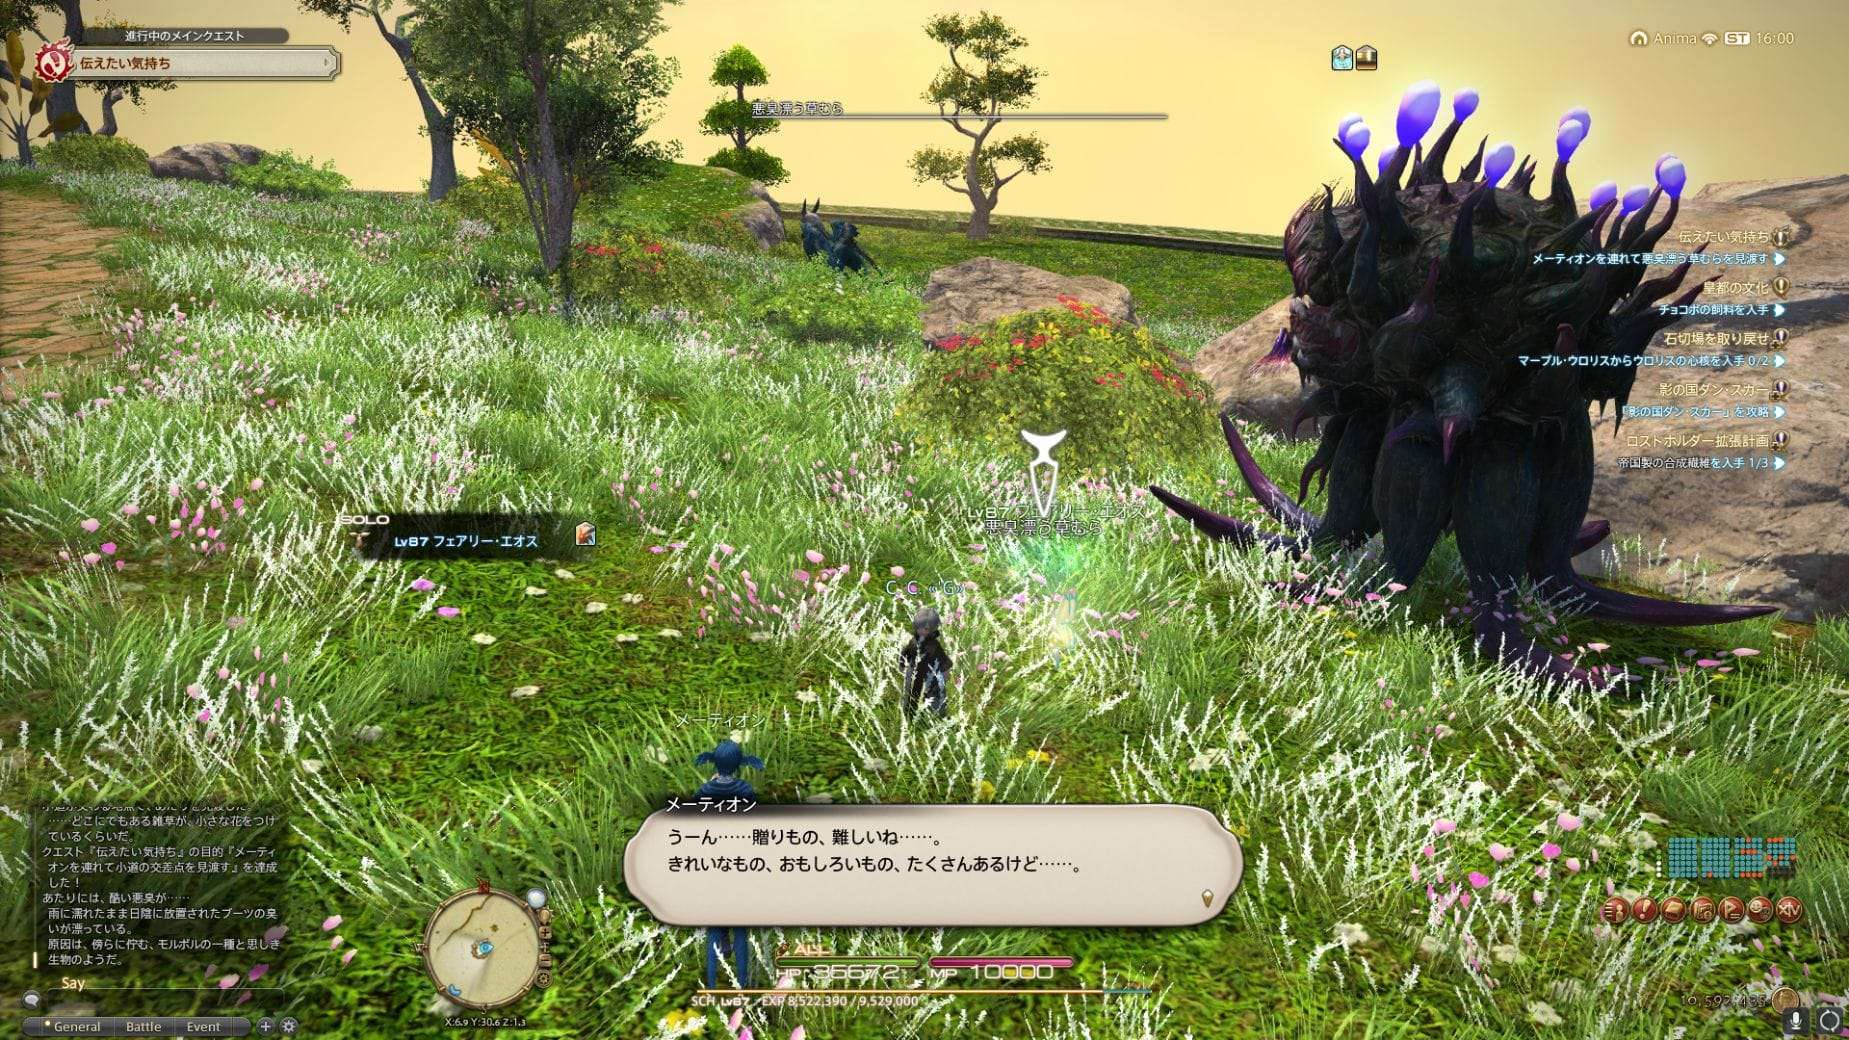 進行中のメインクエスト
伝えたい気持ち
悪臭漂う草むら
Anima ST 16:00
伝えたい気持ち
メーティオンを連れて悪臭漂う草むらを見渡す
皇都の文化
チョコボの飼料を入手
石切場を取り戻せ
マーブル・ウロリスからウロリスの心核を入手 0/2
影の国ダン・スカー
「影の国ダン・スカー」を攻略
ロストホルダー拡張計画
帝国製の合成繊維を入手 1/3
SOLO
Lv87 フェアリー・エオス
Lv87 フェアリー・エオス
悪臭漂う草むら
C. C. «G»
メーティオン
メーティオン
うーん……贈りもの、難しいね……。
きれいなもの、おもしろいもの、たくさんあるけど……。
……どこにでもある雑草が、小さな花をつけ
ているくらいだ。
クエスト『伝えたい気持ち』の目的『メーティ
オンを連れて小道の交差点を見渡す』を達成
した！
あたりには、酷い悪臭が……
雨に濡れたまま日陰に放置されたブーツの臭
いが漂っている。
原因は、傍らに佇む、モルボルの一種と思しき
生物のようだ。
Say
General Battle Event
X:6.9 Y:30.6 Z:1.3
ALL
HP 35572 MP 10000
SCH Lv87 EXP 8,522,390 / 9,529,000
XIV